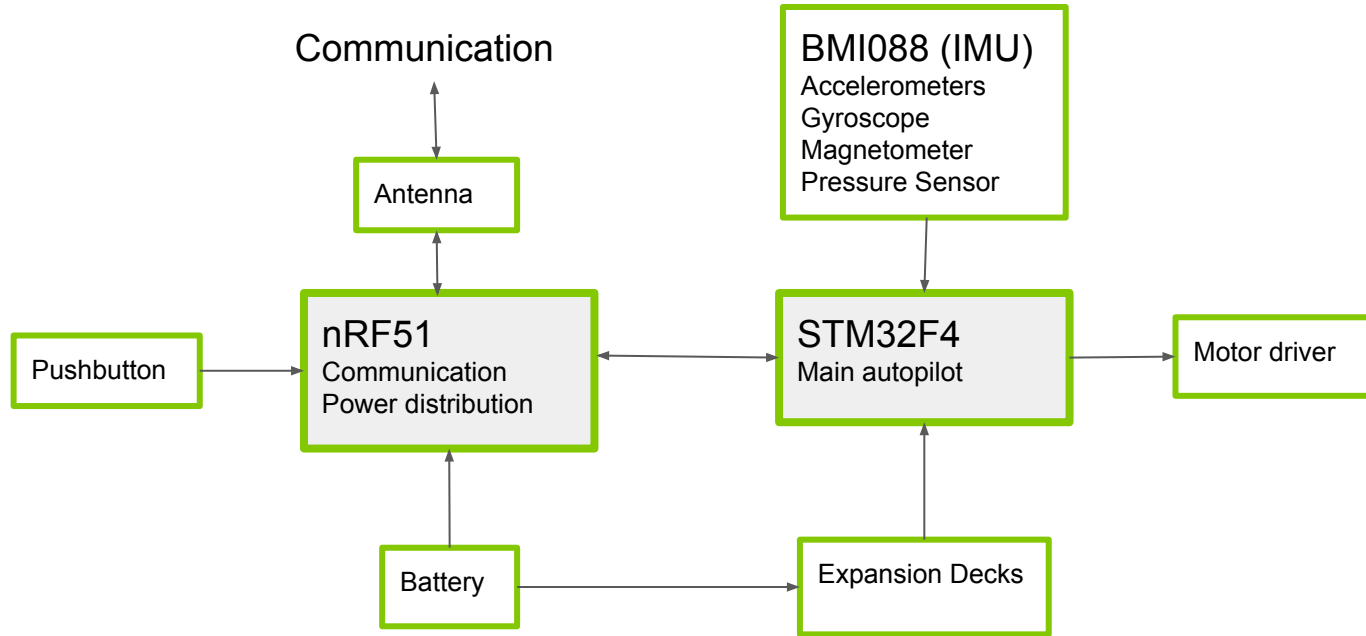 Communication
BMI088 (IMU)
Accelerometers
Gyroscope
Magnetometer
Pressure Sensor
Antenna
nRF51
Communication
Power distribution
STM32F4
Main autopilot
Pushbutton
Motor driver
Battery
Expansion Decks